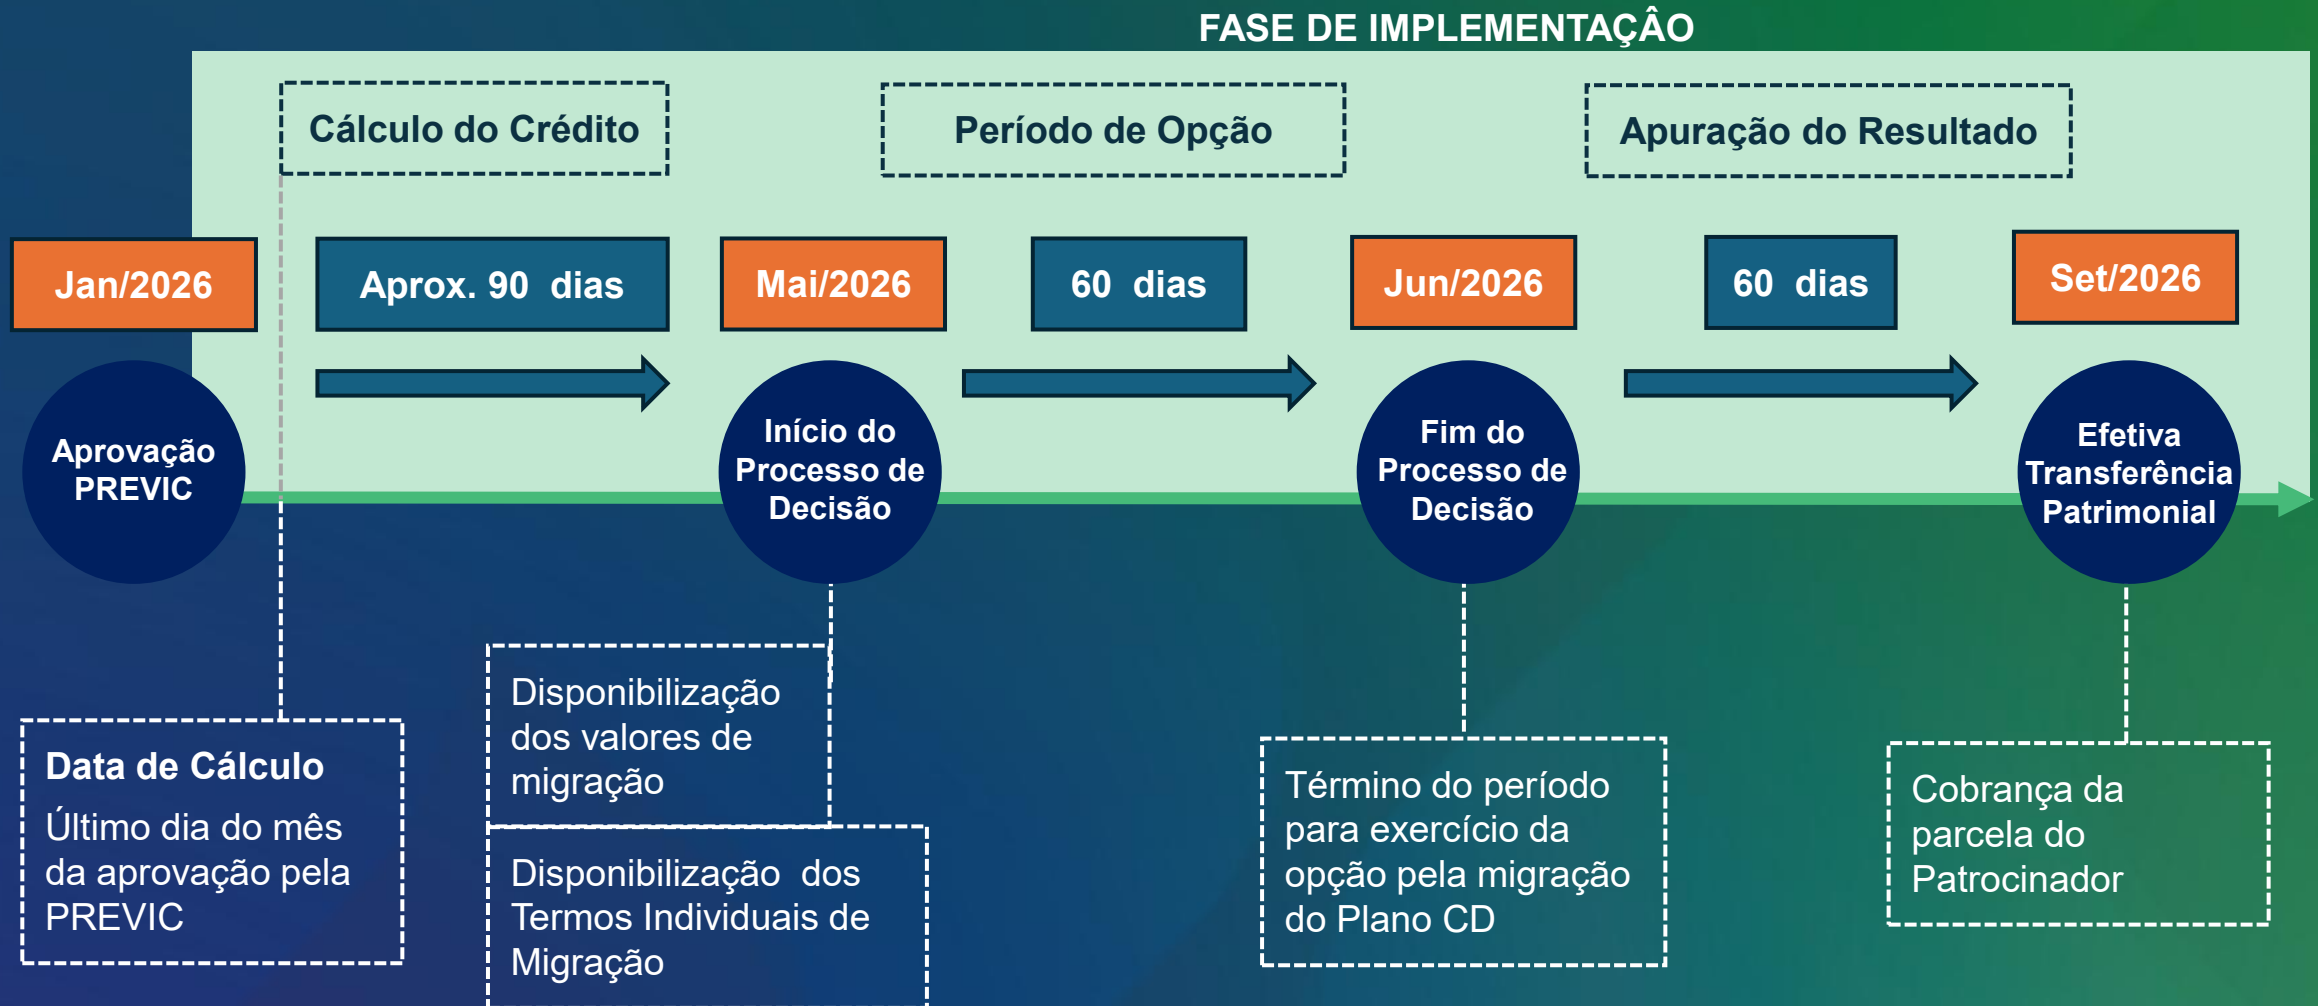 FASE DE IMPLEMENTAÇÂO
Cálculo do Crédito
Período de Opção
Apuração do Resultado
Jan/2026
Aprox. 90  dias
Mai/2026
60  dias
Jun/2026
60  dias
Set/2026
Aprovação
PREVIC
Início do
Processo de
Decisão
Fim do
Processo de
Decisão
Efetiva
Transferência
Patrimonial
Data de Cálculo
Último dia do mês
da aprovação pela
PREVIC
Disponibilização
dos valores de
migração
Disponibilização  dos
Termos Individuais de
Migração
Término do período
para exercício da
opção pela migração
do Plano CD
Cobrança da
parcela do
Patrocinador